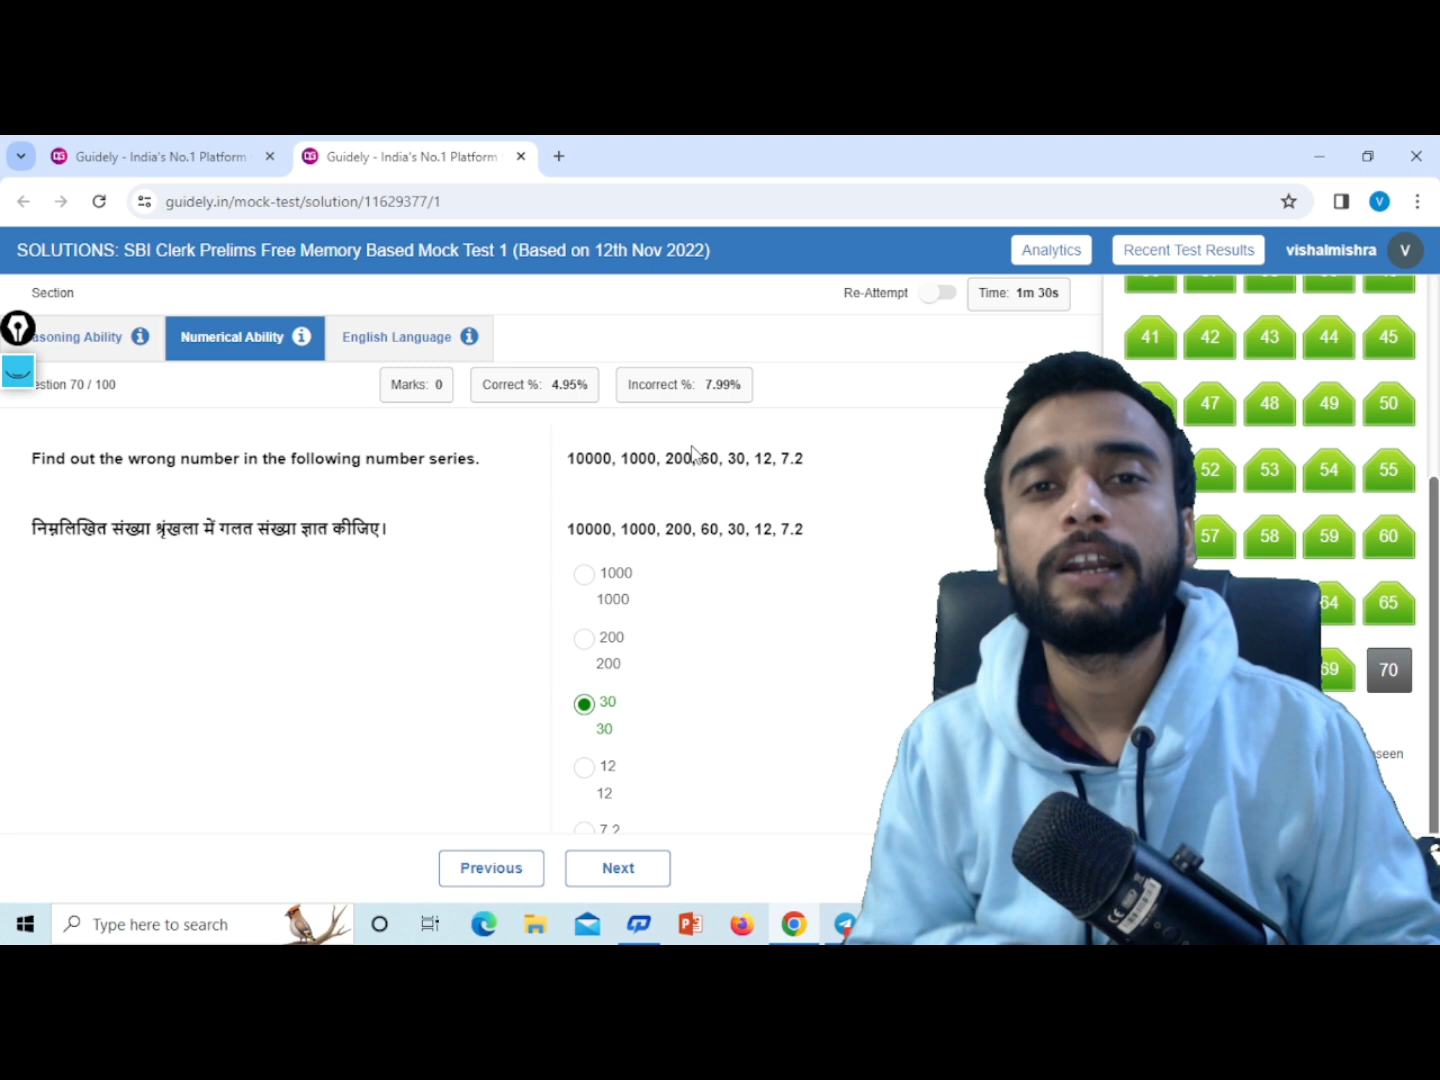 Guidely - India's No.1 Platform
Guidely - India's No.1 Platform
guidely.in/mock-test/solution/11629377/1
V
SOLUTIONS: SBI Clerk Prelims Free Memory Based Mock Test 1 (Based on 12th Nov 2022)
Analytics
Recent Test Results
vishalmishra
V
Section
Re-Attempt
Time: 1m 30s
asoning Ability
Numerical Ability
English Language
41 42 43 44 45
estion 70 / 100
Marks: 0
Correct %: 4.95%
Incorrect %: 7.99%
47 48 49 50
Find out the wrong number in the following number series.
10000, 1000, 200, 60, 30, 12, 7.2
52 53 54 55
निम्नलिखित संख्या श्रृंखला में गलत संख्या ज्ञात कीजिए।
10000, 1000, 200, 60, 30, 12, 7.2
57 58 59 60
1000
1000
64 65
200
200
69 70
30
30
seen
12
12
7.2
Previous
Next
Type here to search